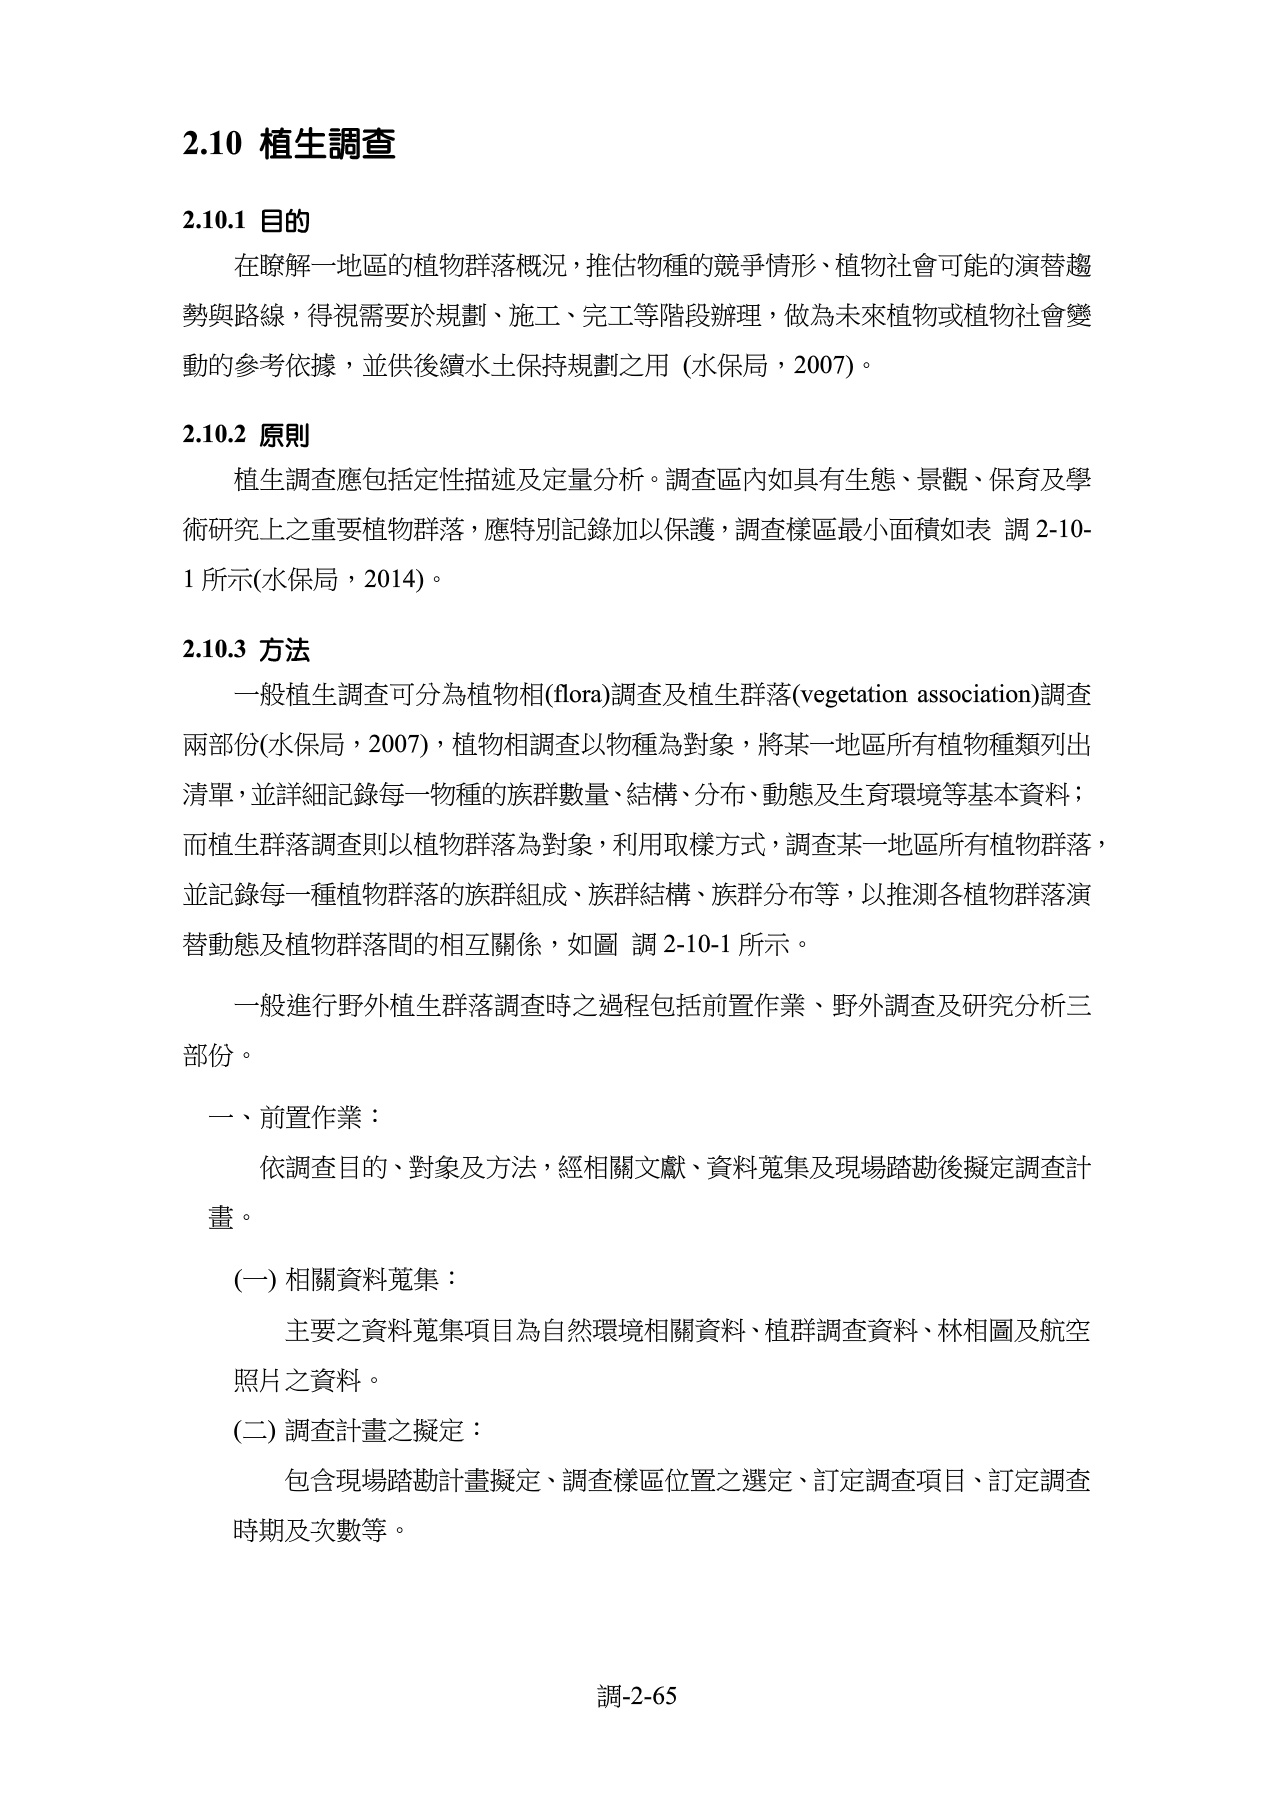 2.10 植生調查
2.10.1 目的
在瞭解一地區的植物群落概況，推估物種的競爭情形、植物社會可能的演替趨
勢與路線，得視需要於規劃、施工、完工等階段辦理，做為未來植物或植物社會變
動的參考依據，並供後續水土保持規劃之用 (水保局，2007)。
2.10.2 原則
植生調查應包括定性描述及定量分析。調查區內如具有生態、景觀、保育及學
術研究上之重要植物群落，應特別記錄加以保護，調查樣區最小面積如表 調 2-10-
1 所示(水保局，2014)。
2.10.3 方法
一般植生調查可分為植物相(flora)調查及植生群落(vegetation association)調查
兩部份(水保局，2007)，植物相調查以物種為對象，將某一地區所有植物種類列出
清單，並詳細記錄每一物種的族群數量、結構、分布、動態及生育環境等基本資料；
而植生群落調查則以植物群落為對象，利用取樣方式，調查某一地區所有植物群落，
並記錄每一種植物群落的族群組成、族群結構、族群分布等，以推測各植物群落演
替動態及植物群落間的相互關係，如圖 調 2-10-1 所示。
一般進行野外植生群落調查時之過程包括前置作業、野外調查及研究分析三
部份。
一、前置作業：
依調查目的、對象及方法，經相關文獻、資料蒐集及現場踏勘後擬定調查計
畫。
(一) 相關資料蒐集：
主要之資料蒐集項目為自然環境相關資料、植群調查資料、林相圖及航空
照片之資料。
(二) 調查計畫之擬定：
包含現場踏勘計畫擬定、調查樣區位置之選定、訂定調查項目、訂定調查
時期及次數等。
調-2-65